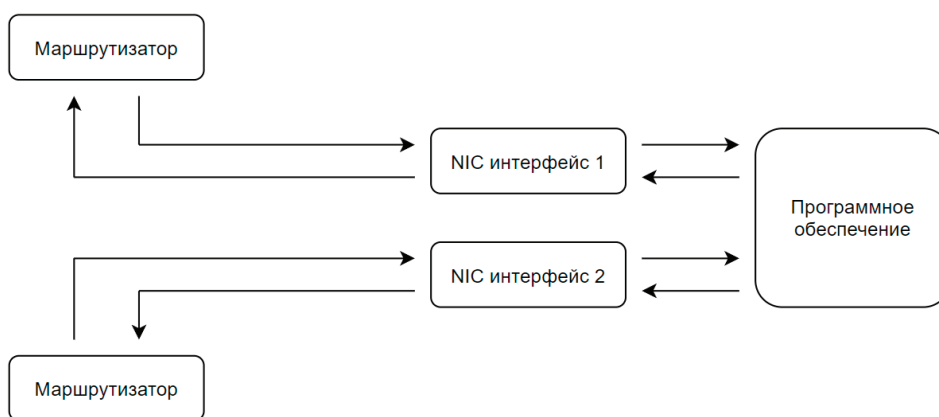 Маршрутизатор
NIC интерфейс 1
Программное
обеспечение
NIC интерфейс 2
Маршрутизатор